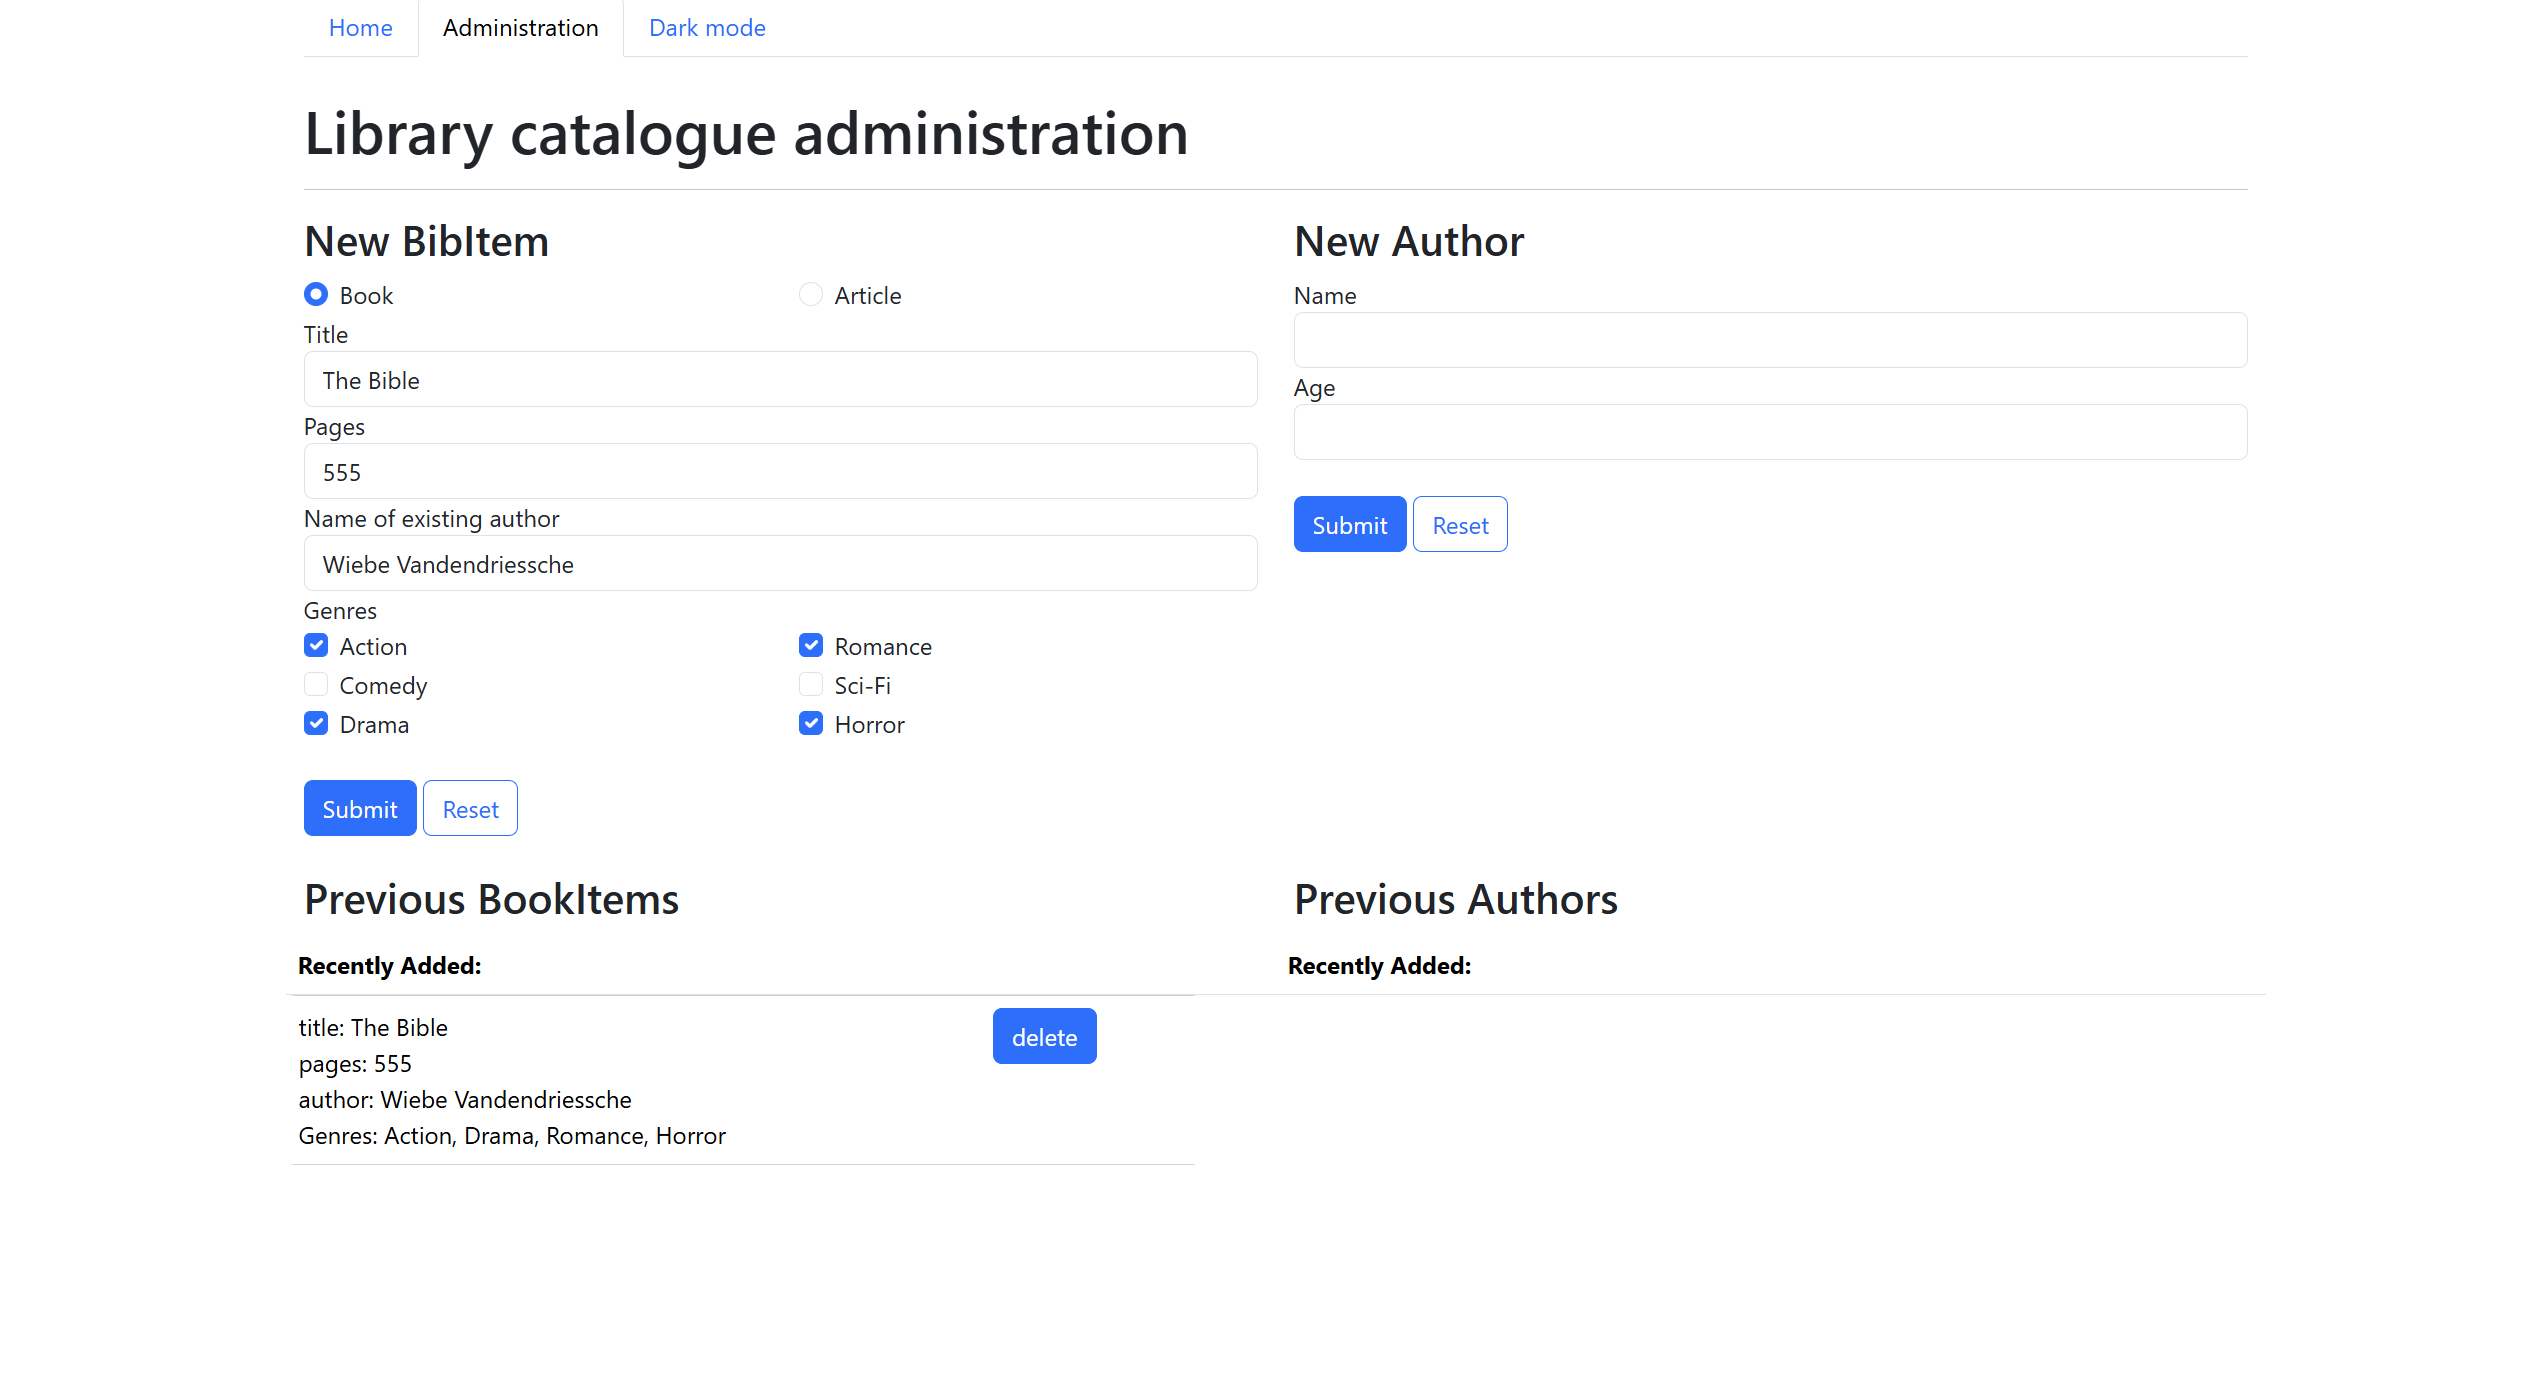 Home Administration Dark mode
Library catalogue administration
New BibItem
Book Article
Title
The Bible
Pages
555
Name of existing author
Wiebe Vandendriessche
Genres
Action Romance
Comedy Sci-Fi
Drama Horror
Submit Reset
New Author
Name
Age
Submit Reset
Previous BookItems
Recently Added:
title: The Bible delete
pages: 555
author: Wiebe Vandendriessche
Genres: Action, Drama, Romance, Horror
Previous Authors
Recently Added: